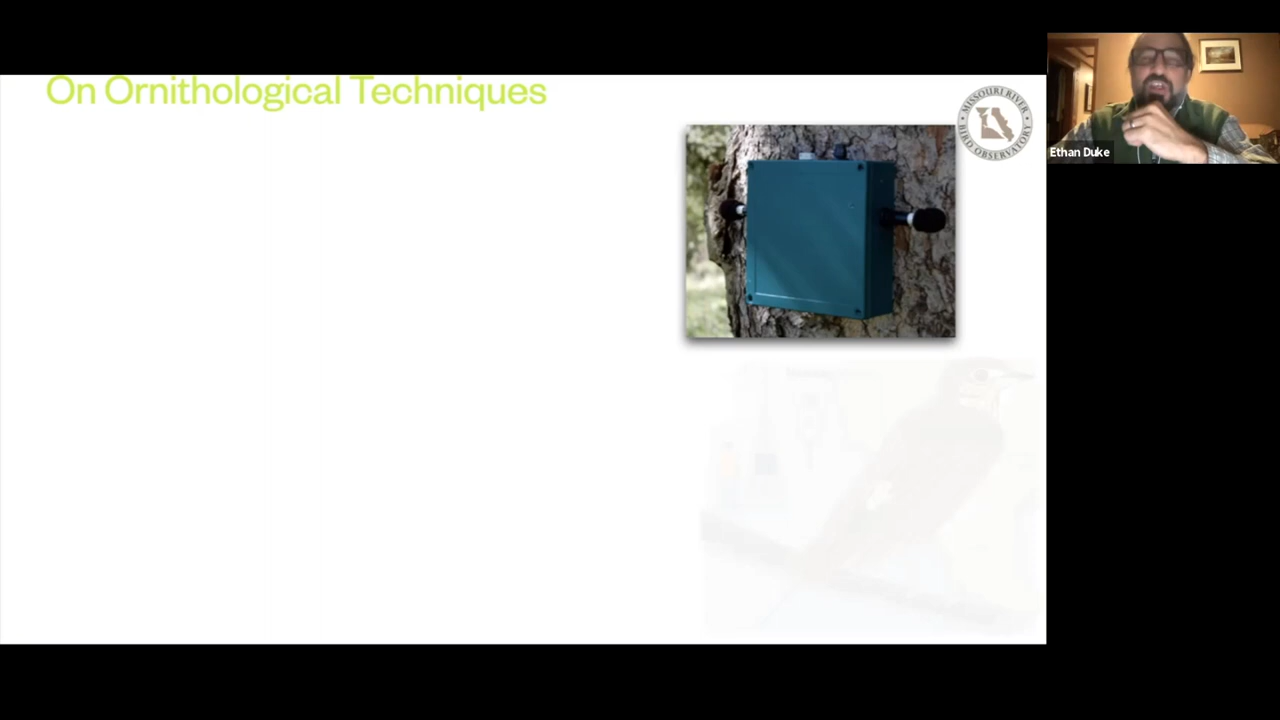 On Ornithological Techniques
MISSOURI RIVER
BIRD OBSERVATORY
Ethan Duke